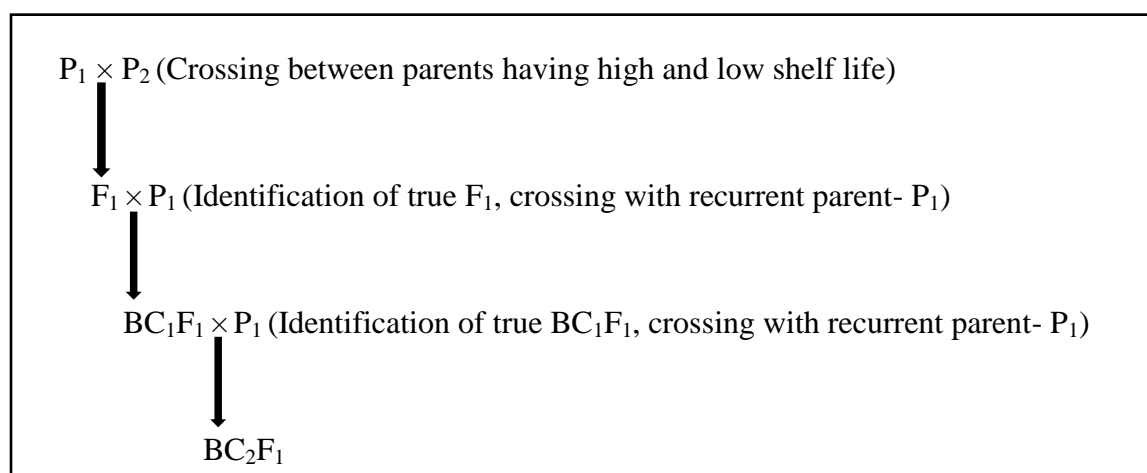 P₁ × P₂ (Crossing between parents having high and low shelf life)
F₁ × P₁ (Identification of true F₁, crossing with recurrent parent- P₁)
BC₁F₁ × P₁ (Identification of true BC₁F₁, crossing with recurrent parent- P₁)
BC₂F₁